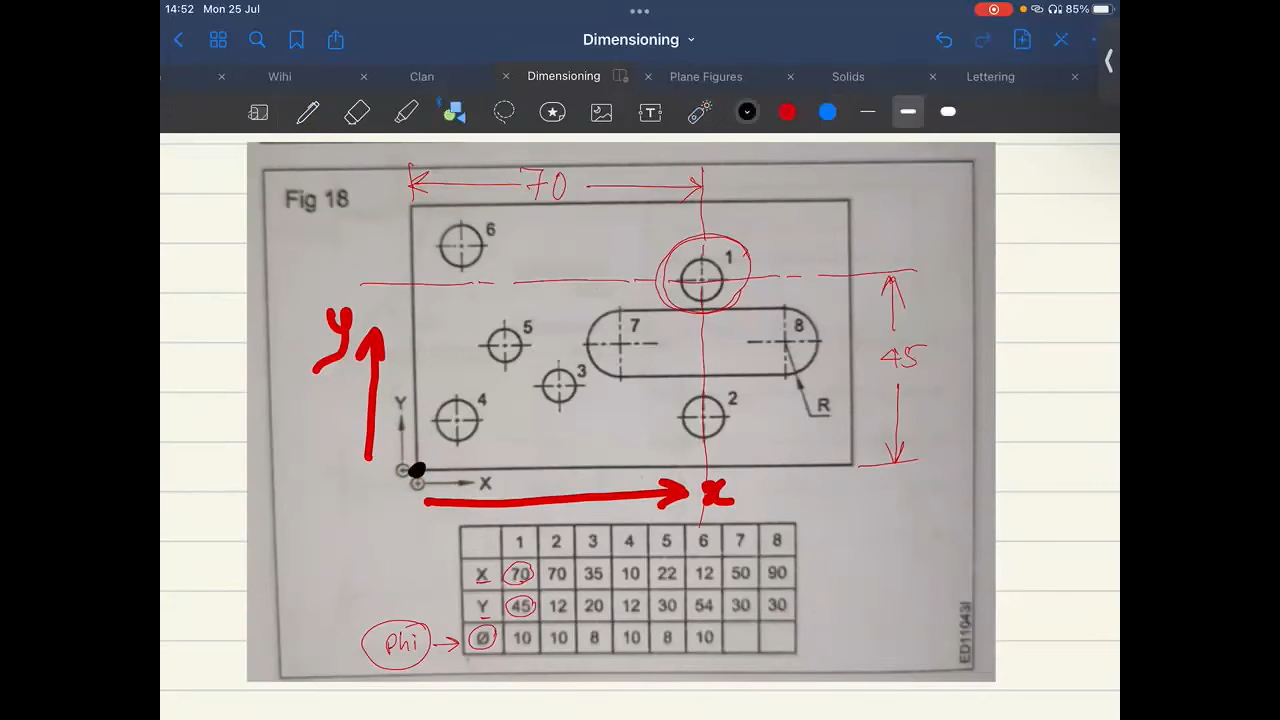 14:52 Mon 25 Jul
85%
Dimensioning
Wihi Clan Dimensioning Plane Figures Solids Lettering
T
70
Fig 18
6
1
y
5
7
8
45
3
4
2
R
Y
X
x
1 2 3 4 5 6 7 8
X 70 70 35 10 22 12 50 90
Y 45 12 20 12 30 54 30 30
Phi Ø 10 10 8 10 8 10
ED11043I